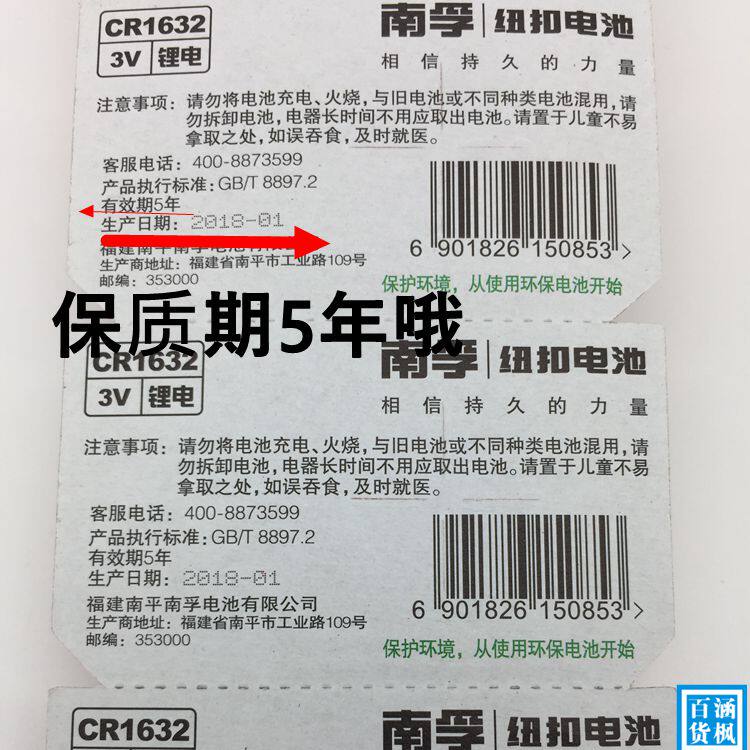 CR1632
3V 锂电
南孚 纽扣电池
相信持久的力量
注意事项：请勿将电池充电、火烧，与旧电池或不同种类电池混用，请
勿拆卸电池，电器长时间不用应取出电池。请置于儿童不易
拿取之处，如误吞食，及时就医。
客服电话：400-8873599
产品执行标准：GB/T 8897.2
有效期5年
生产日期：2018-01
福建南平南孚电池有限公司
生产商地址：福建省南平市工业路109号
邮编：353000
6 901826 150853
保护环境，从使用环保电池开始
保质期5年哦
CR1632
3V 锂电
南孚 纽扣电池
相信持久的力量
注意事项：请勿将电池充电、火烧，与旧电池或不同种类电池混用，请
勿拆卸电池，电器长时间不用应取出电池。请置于儿童不易
拿取之处，如误吞食，及时就医。
客服电话：400-8873599
产品执行标准：GB/T 8897.2
有效期5年
生产日期：2018-01
福建南平南孚电池有限公司
生产商地址：福建省南平市工业路109号
邮编：353000
6 901826 150853
保护环境，从使用环保电池开始
CR1632
南孚 纽扣电池
百涵
货枫